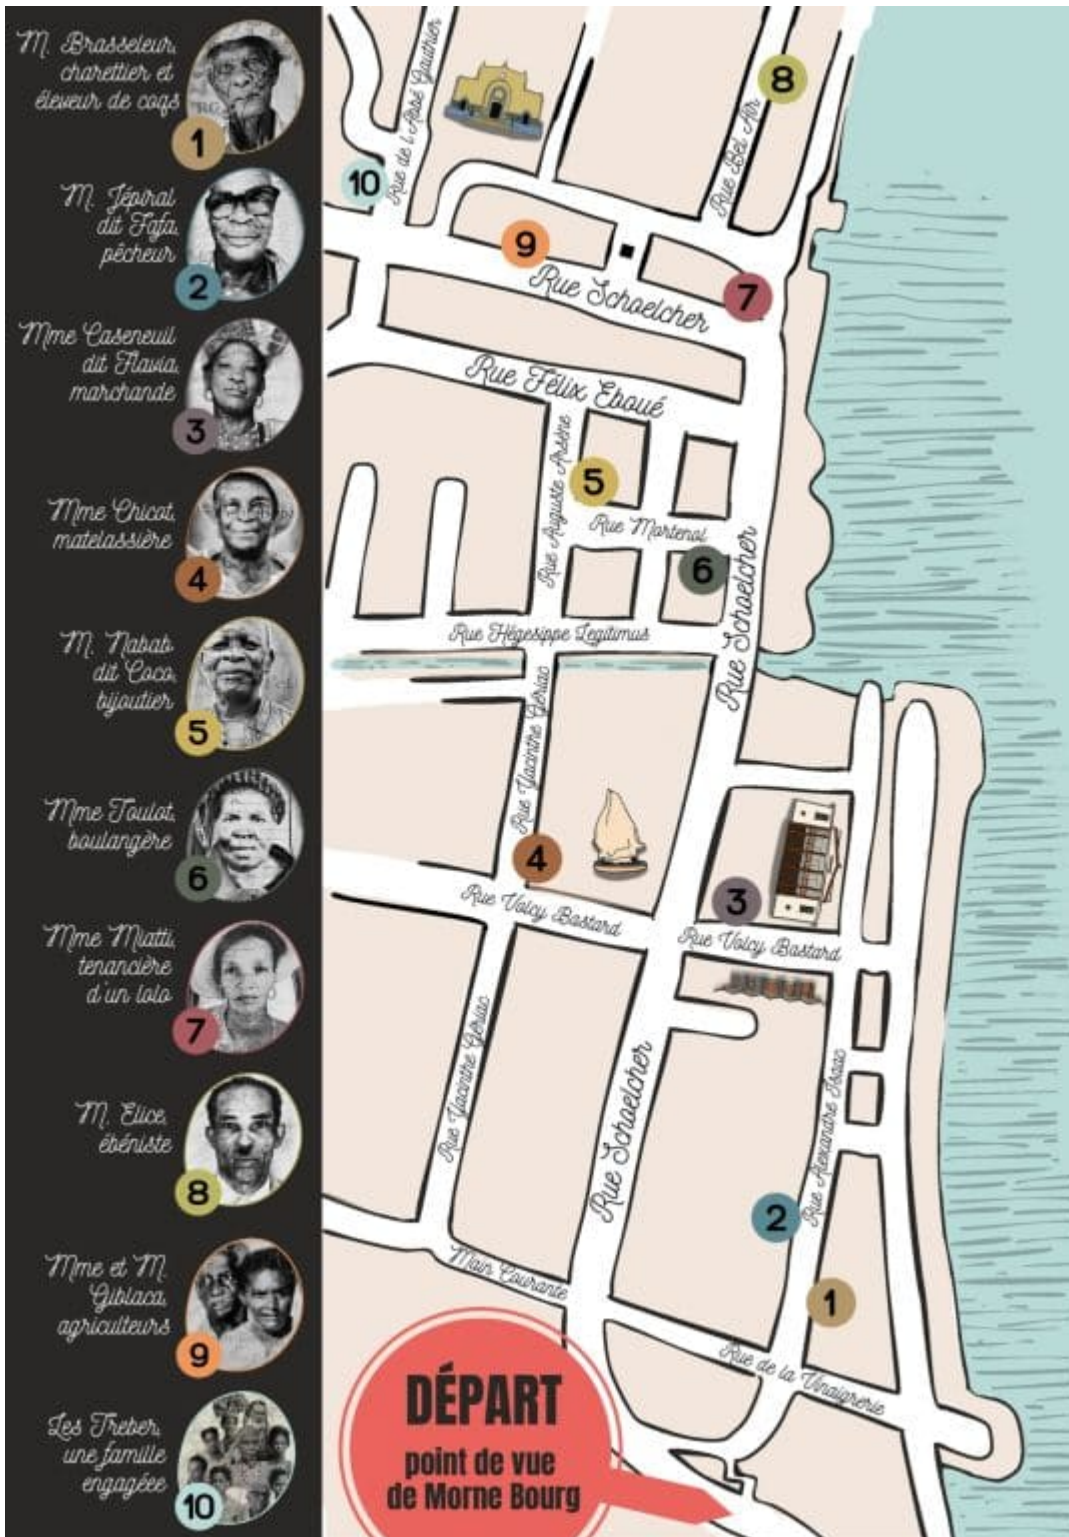 M. Brasseleur,
charettier et
éleveur de coqs
1
M. Jépiral
dit Fafa,
pêcheur
2
Mme Caseneuil
dit Flavia,
marchande
3
Mme Chicot,
matelassière
4
M. Nabab
dit Coco,
bijoutier
5
Mme Toulot,
boulangère
6
Mme Miatti,
tenancière
d'un lolo
7
M. Elice,
ébéniste
8
Mme et M.
Giblaca,
agriculteurs
9
Les Treber,
une famille
engagéee
10
Rue de l'Abbé Gauthier
8
Rue Bel Air
10
9
Rue Schoelcher
7
Rue Félix Eboué
Rue Auguste Arsène
5
Rue Mortenol
6
Rue Schoelcher
Rue Hégesippe Legitimus
Rue Yacinthe Gériac
4
3
Rue Volcy Bastard
Rue Volcy Bastard
Rue Yacinthe Gériac
Rue Schoelcher
Rue Alexandre Isaac
2
1
Main Courante
Rue de la Vinaigrerie
DÉPART
point de vue
de Morne Bourg